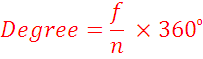 Degree = f/n × 360°